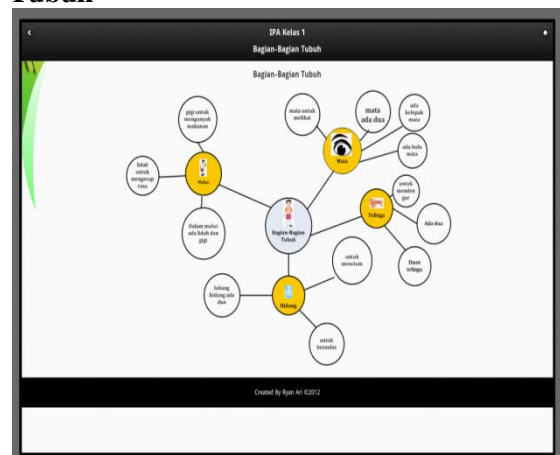 Tubuh
IPA Kelas 1
Bagian-Bagian Tubuh
Bagian-Bagian Tubuh
gigi untuk
mengunyah
makanan
lidah
untuk
mengecap
rasa
Mulut
Dalam mulut
ada lidah dan
gigi
mata untuk
melihat
mata
ada dua
ada
kelopak
mata
ada bulu
mata
Mata
untuk
menden
gar
Telinga
Ada dua
Daun
telinga
Bagian-Bagian
Tubuh
untuk
mencium
lubang
hidung ada
dua
Hidung
untuk
bernafas
Created By Ryan Ari ©2012